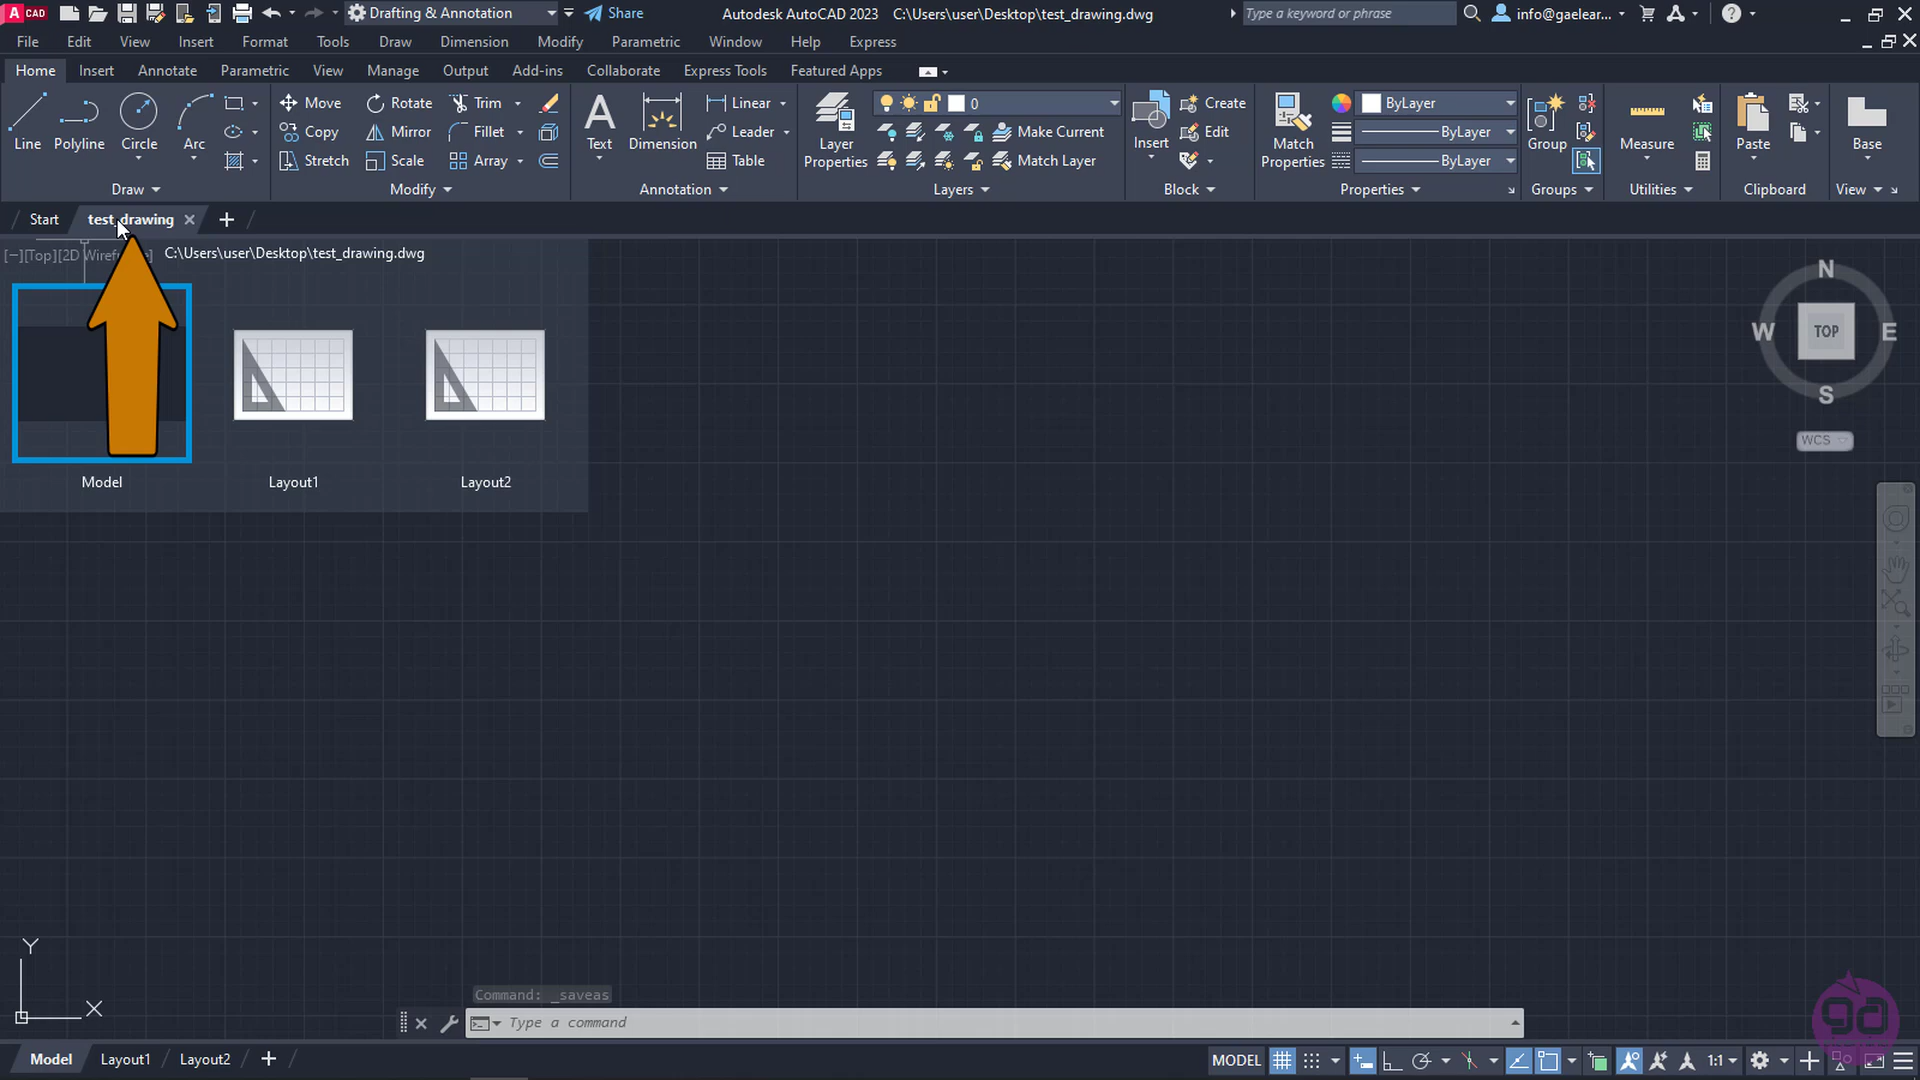 A CAD Drafting & Annotation Share Autodesk AutoCAD 2023 C:\Users\user\Desktop\test_drawing.dwg Type a keyword or phrase info@gaelear...
File Edit View Insert Format Tools Draw Dimension Modify Parametric Window Help Express
Home Insert Annotate Parametric View Manage Output Add-ins Collaborate Express Tools Featured Apps
Move Rotate Trim Linear 0 Create ByLayer
Line Polyline Circle Arc Copy Mirror Fillet Text Dimension Leader Layer Properties Make Current Insert Edit Match Properties ByLayer Group Measure Paste Base
Stretch Scale Array Table Match Layer ByLayer
Draw Modify Annotation Layers Block Properties Groups Utilities Clipboard View
Start test_drawing
[−][Top][2D Wirefra C:\Users\user\Desktop\test_drawing.dwg
N
W TOP E
S
WCS
Model Layout1 Layout2
Y
X
Command: _saveas
Type a command
Model Layout1 Layout2 MODEL 1:1